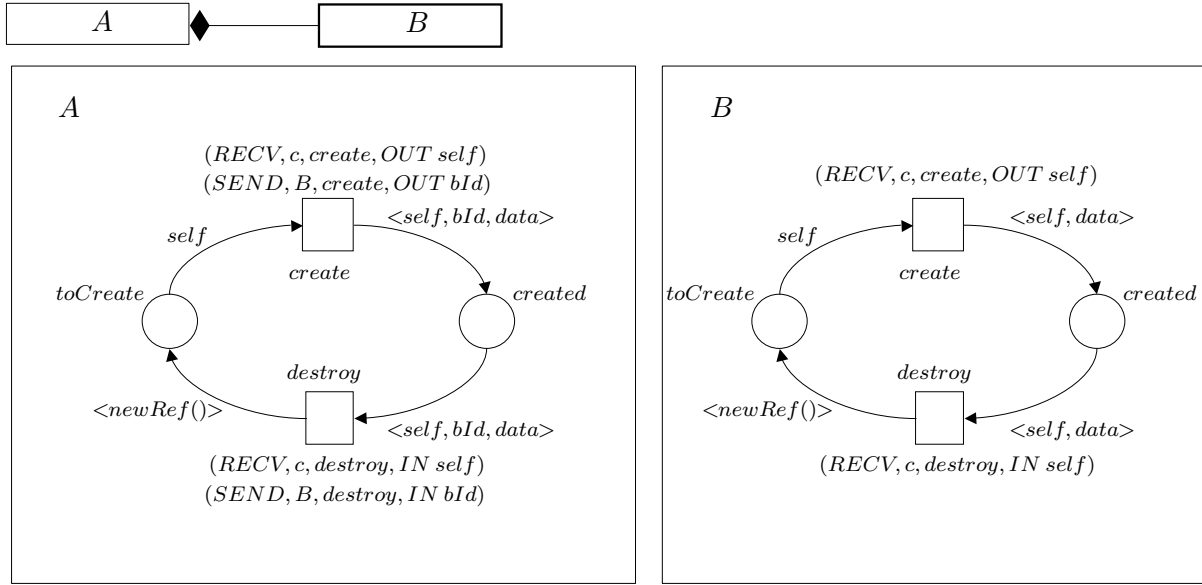 A
B
A
(RECV, c, create, OUT self)
(SEND, B, create, OUT bId)
self
<self, bId, data>
create
toCreate
created
destroy
<newRef()>
<self, bId, data>
(RECV, c, destroy, IN self)
(SEND, B, destroy, IN bId)
B
(RECV, c, create, OUT self)
self
<self, data>
create
toCreate
created
destroy
<newRef()>
<self, data>
(RECV, c, destroy, IN self)